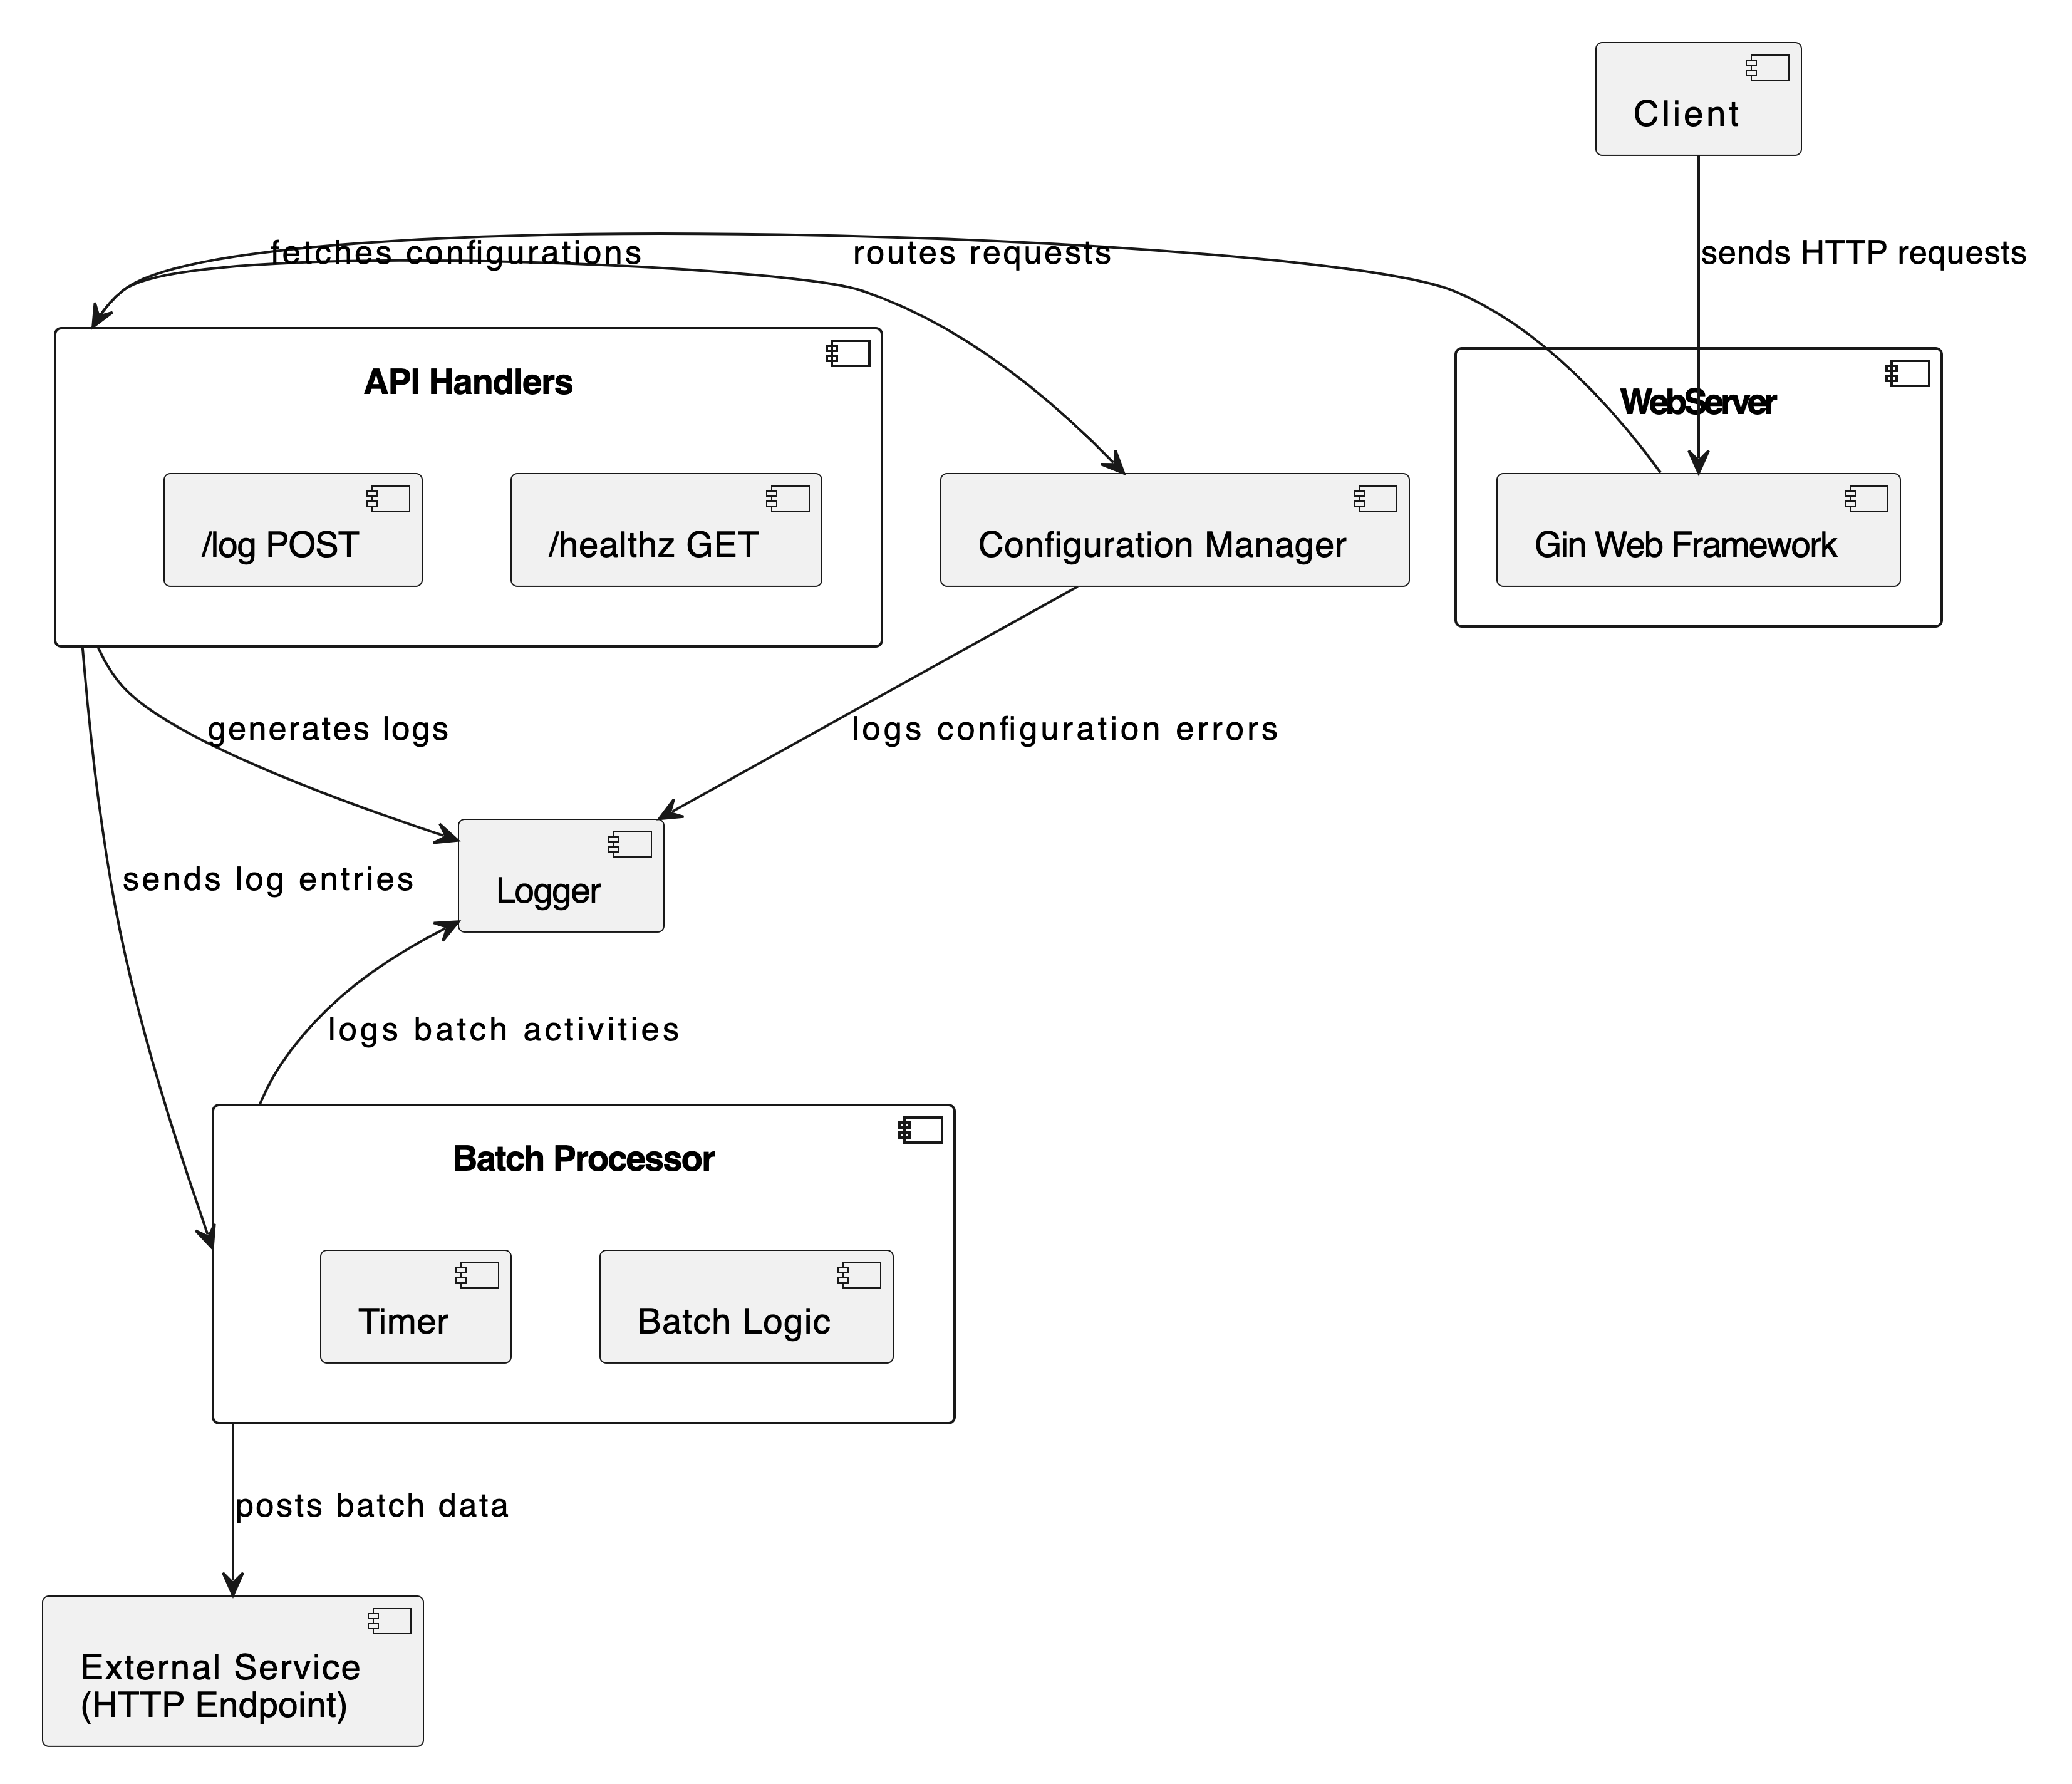 Client
fetches configurations
routes requests
sends HTTP requests
API Handlers
WebServer
/log POST
/healthz GET
Configuration Manager
Gin Web Framework
generates logs
logs configuration errors
sends log entries
Logger
logs batch activities
Batch Processor
Timer
Batch Logic
posts batch data
External Service
(HTTP Endpoint)